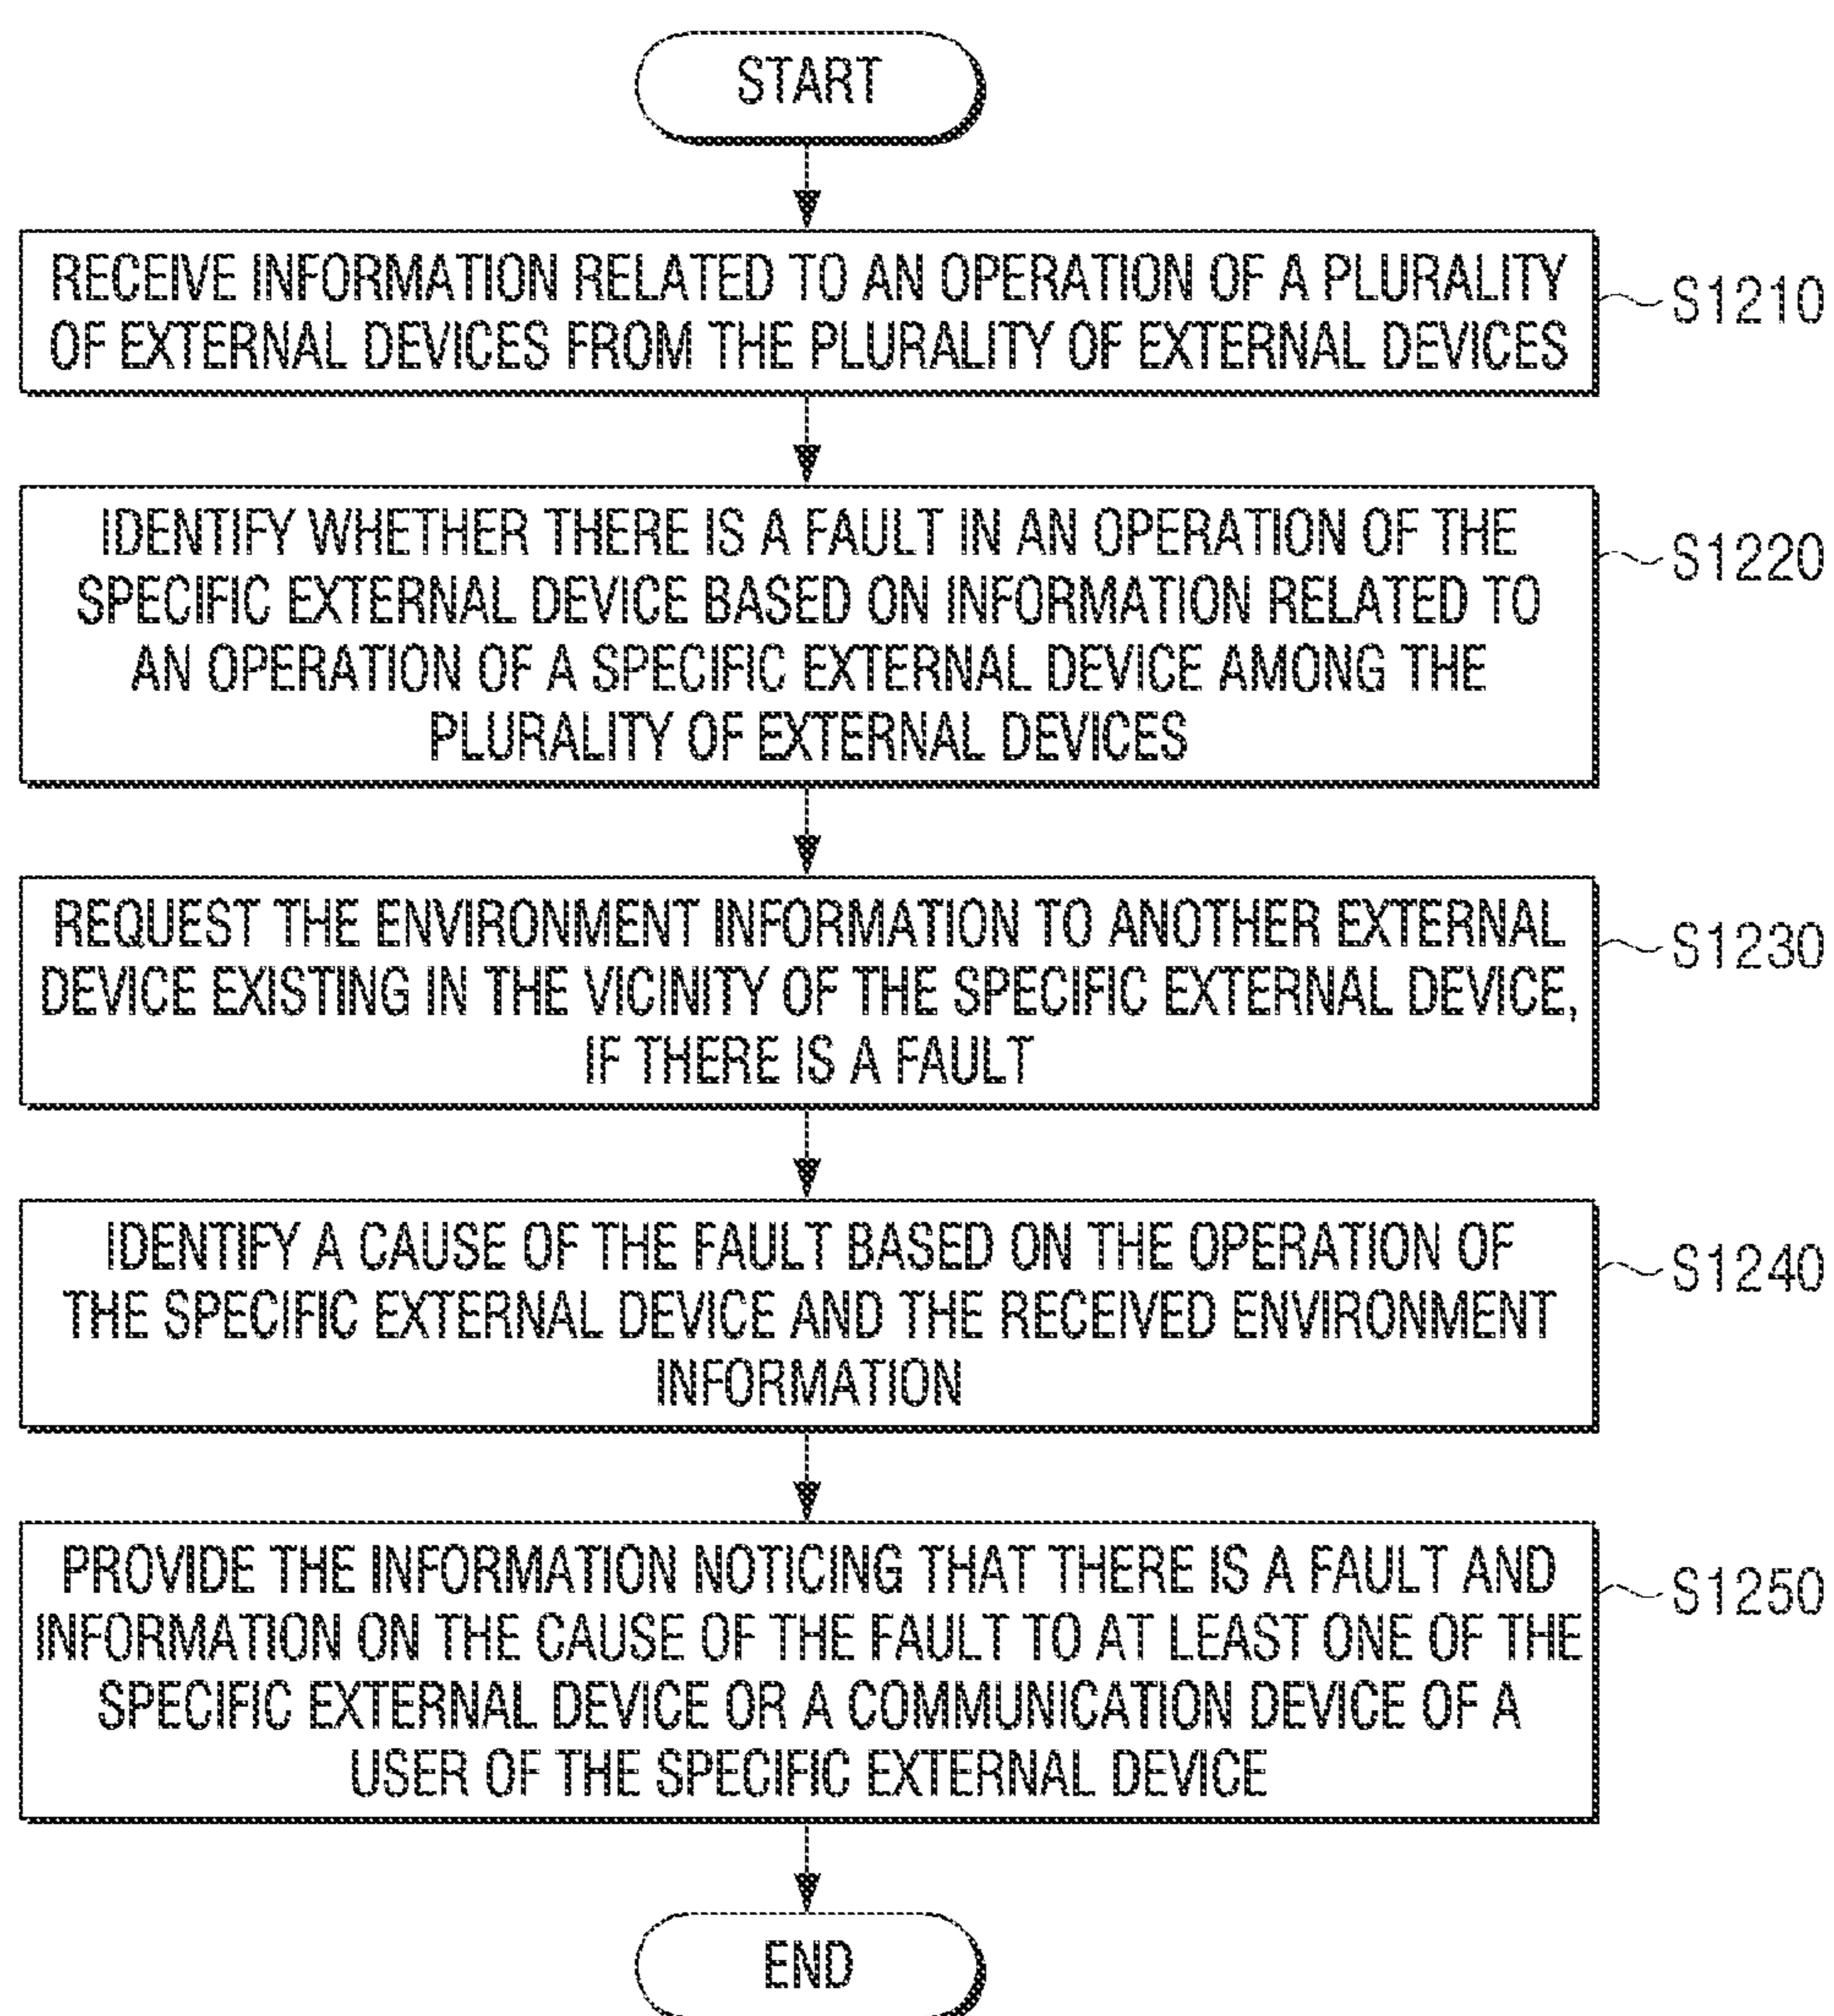 START
RECEIVE INFORMATION RELATED TO AN OPERATION OF A PLURALITY
OF EXTERNAL DEVICES FROM THE PLURALITY OF EXTERNAL DEVICES
S1210
IDENTIFY WHETHER THERE IS A FAULT IN AN OPERATION OF THE
SPECIFIC EXTERNAL DEVICE BASED ON INFORMATION RELATED TO
AN OPERATION OF A SPECIFIC EXTERNAL DEVICE AMONG THE
PLURALITY OF EXTERNAL DEVICES
S1220
REQUEST THE ENVIRONMENT INFORMATION TO ANOTHER EXTERNAL
DEVICE EXISTING IN THE VICINITY OF THE SPECIFIC EXTERNAL DEVICE,
IF THERE IS A FAULT
S1230
IDENTIFY A CAUSE OF THE FAULT BASED ON THE OPERATION OF
THE SPECIFIC EXTERNAL DEVICE AND THE RECEIVED ENVIRONMENT
INFORMATION
S1240
PROVIDE THE INFORMATION NOTICING THAT THERE IS A FAULT AND
INFORMATION ON THE CAUSE OF THE FAULT TO AT LEAST ONE OF THE
SPECIFIC EXTERNAL DEVICE OR A COMMUNICATION DEVICE OF A
USER OF THE SPECIFIC EXTERNAL DEVICE
S1250
END